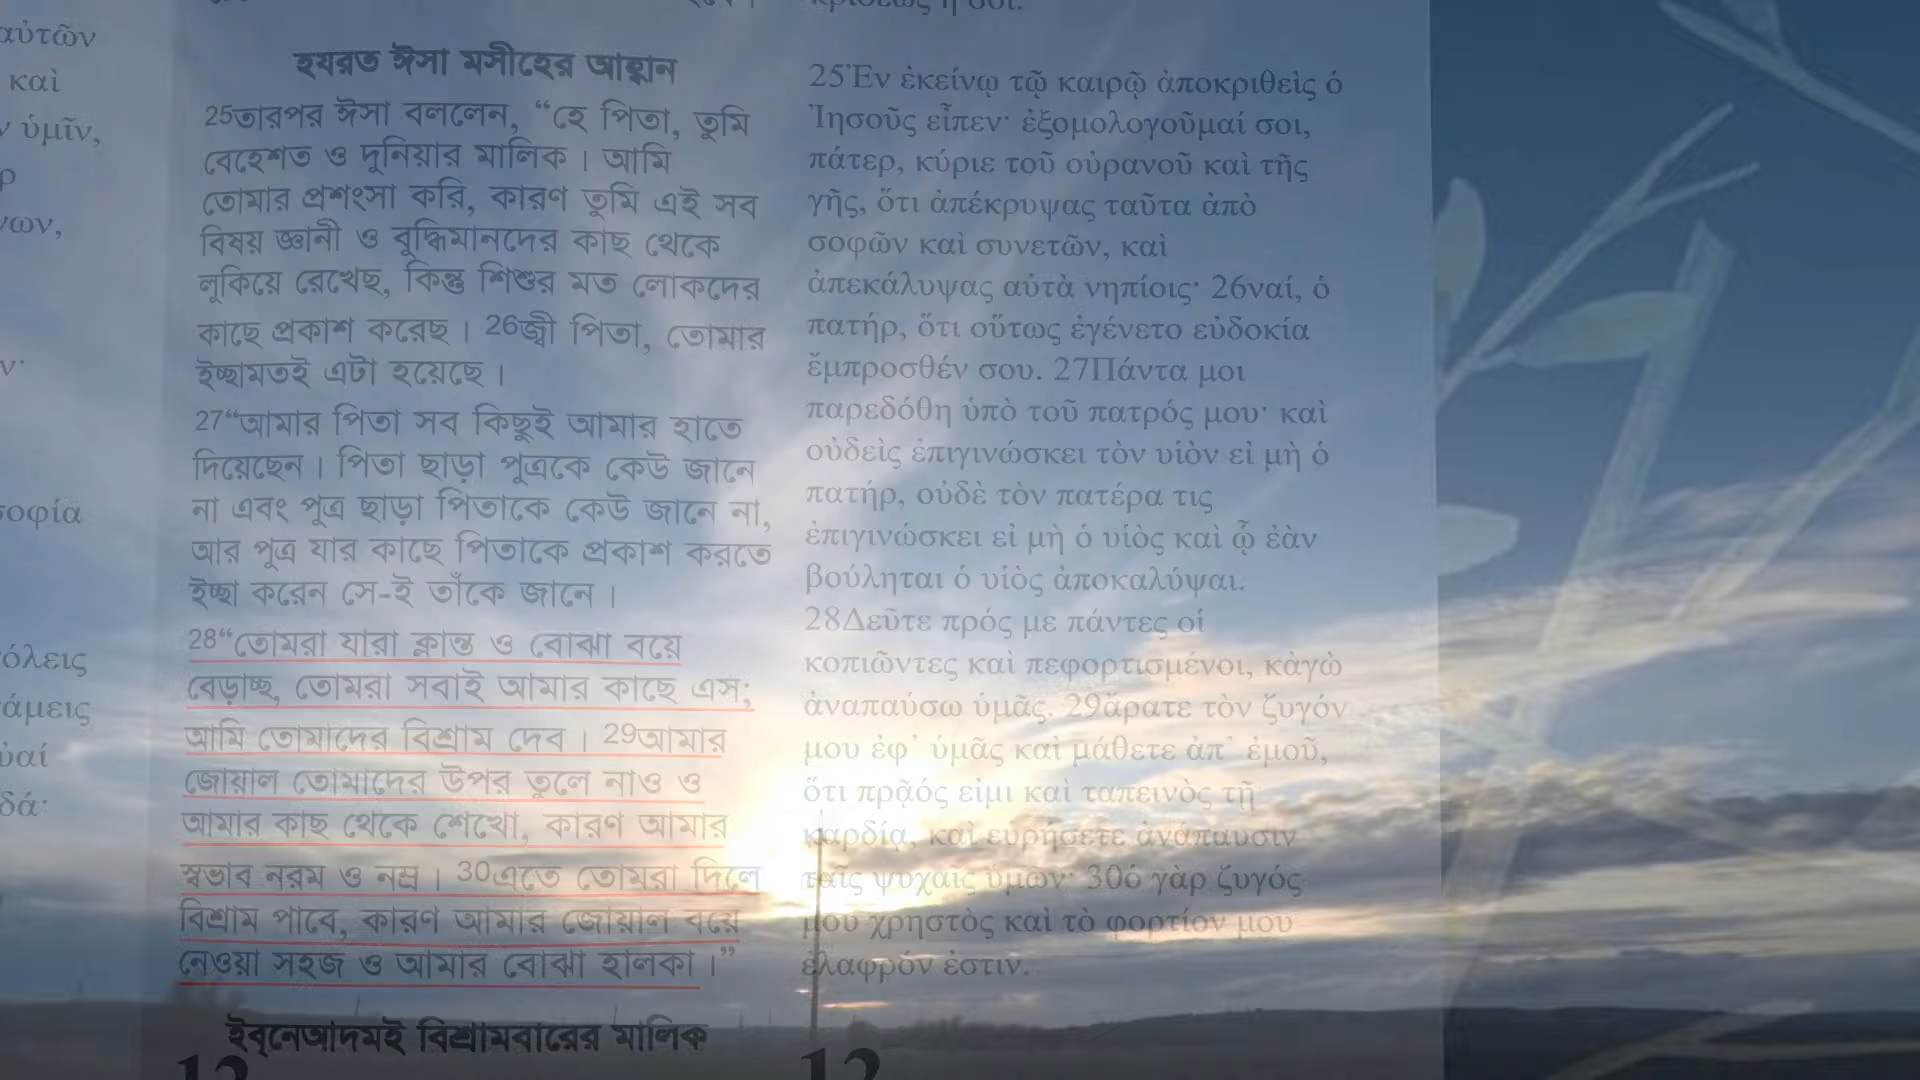 αὐτῶν
καὶ
ὑμῖν,
σοφία
হযরত ঈসা মসীহের আহ্বান
25তারপর ঈসা বললেন, “হে পিতা, তুমি
বেহেশত ও দুনিয়ার মালিক। আমি
তোমার প্রশংসা করি, কারণ তুমি এই সব
বিষয় জ্ঞানী ও বুদ্ধিমানদের কাছ থেকে
লুকিয়ে রেখেছ, কিন্তু শিশুর মত লোকদের
কাছে প্রকাশ করেছ। 26জ্বী পিতা, তোমার
ইচ্ছামতই এটা হয়েছে।
27“আমার পিতা সব কিছুই আমার হাতে
দিয়েছেন। পিতা ছাড়া পুত্রকে কেউ জানে
না এবং পুত্র ছাড়া পিতাকে কেউ জানে না,
আর পুত্র যার কাছে পিতাকে প্রকাশ করতে
ইচ্ছা করেন সে-ই তাঁকে জানে।
28“তোমরা যারা ক্লান্ত ও বোঝা বয়ে
বেড়াচ্ছ, তোমরা সবাই আমার কাছে এস;
আমি তোমাদের বিশ্রাম দেব। 29আমার
জোয়াল তোমাদের উপর তুলে নাও ও
আমার কাছ থেকে শেখো, কারণ আমার
স্বভাব নরম ও নম্র। 30এতে তোমরা দিলে
বিশ্রাম পাবে, কারণ আমার জোয়াল বয়ে
নেওয়া সহজ ও আমার বোঝা হালকা।”
ইব্‌নেআদমই বিশ্রামবারের মালিক
12
25Ἐν ἐκείνῳ τῷ καιρῷ ἀποκριθεὶς ὁ
Ἰησοῦς εἶπεν· ἐξομολογοῦμαί σοι,
πάτερ, κύριε τοῦ οὐρανοῦ καὶ τῆς
γῆς, ὅτι ἀπέκρυψας ταῦτα ἀπὸ
σοφῶν καὶ συνετῶν, καὶ
ἀπεκάλυψας αὐτὰ νηπίοις· 26ναί, ὁ
πατήρ, ὅτι οὕτως ἐγένετο εὐδοκία
ἔμπροσθέν σου. 27Πάντα μοι
παρεδόθη ὑπὸ τοῦ πατρός μου· καὶ
οὐδεὶς ἐπιγινώσκει τὸν υἱὸν εἰ μὴ ὁ
πατήρ, οὐδὲ τὸν πατέρα τις
ἐπιγινώσκει εἰ μὴ ὁ υἱὸς καὶ ᾧ ἐὰν
βούληται ὁ υἱὸς ἀποκαλύψαι.
28Δεῦτε πρός με πάντες οἱ
κοπιῶντες καὶ πεφορτισμένοι, κἀγὼ
ἀναπαύσω ὑμᾶς. 29ἄρατε τὸν ζυγόν
μου ἐφ᾽ ὑμᾶς καὶ μάθετε ἀπ᾽ ἐμοῦ,
ὅτι πρᾷός εἰμι καὶ ταπεινὸς τῇ
καρδίᾳ, καὶ εὑρήσετε ἀνάπαυσιν
ταῖς ψυχαῖς ὑμῶν· 30ὁ γὰρ ζυγός
μου χρηστὸς καὶ τὸ φορτίον μου
ἐλαφρόν ἐστιν.
12